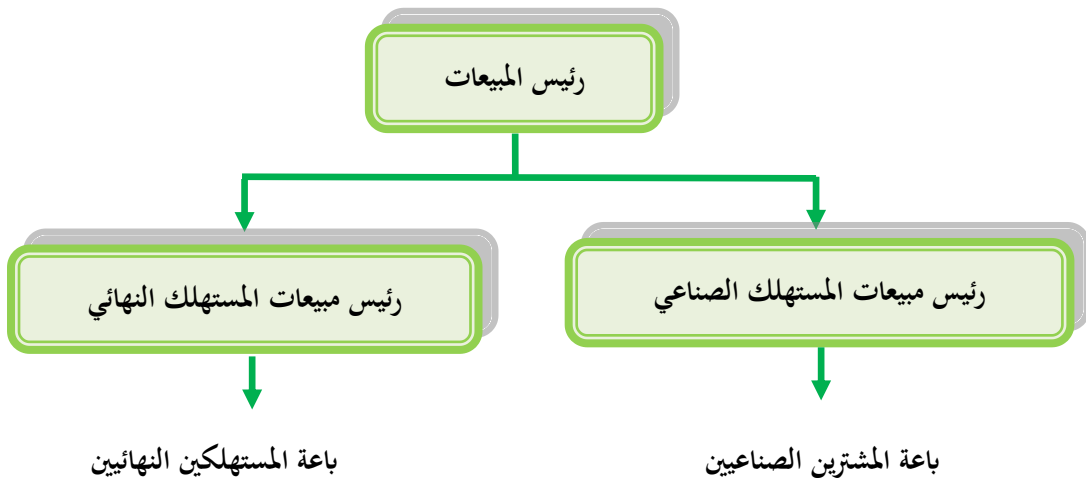 رئيس المبيعات
رئيس مبيعات المستهلك الصناعي
رئيس مبيعات المستهلك النهائي
باعة المشترين الصناعيين
باعة المستهلكين النهائيين